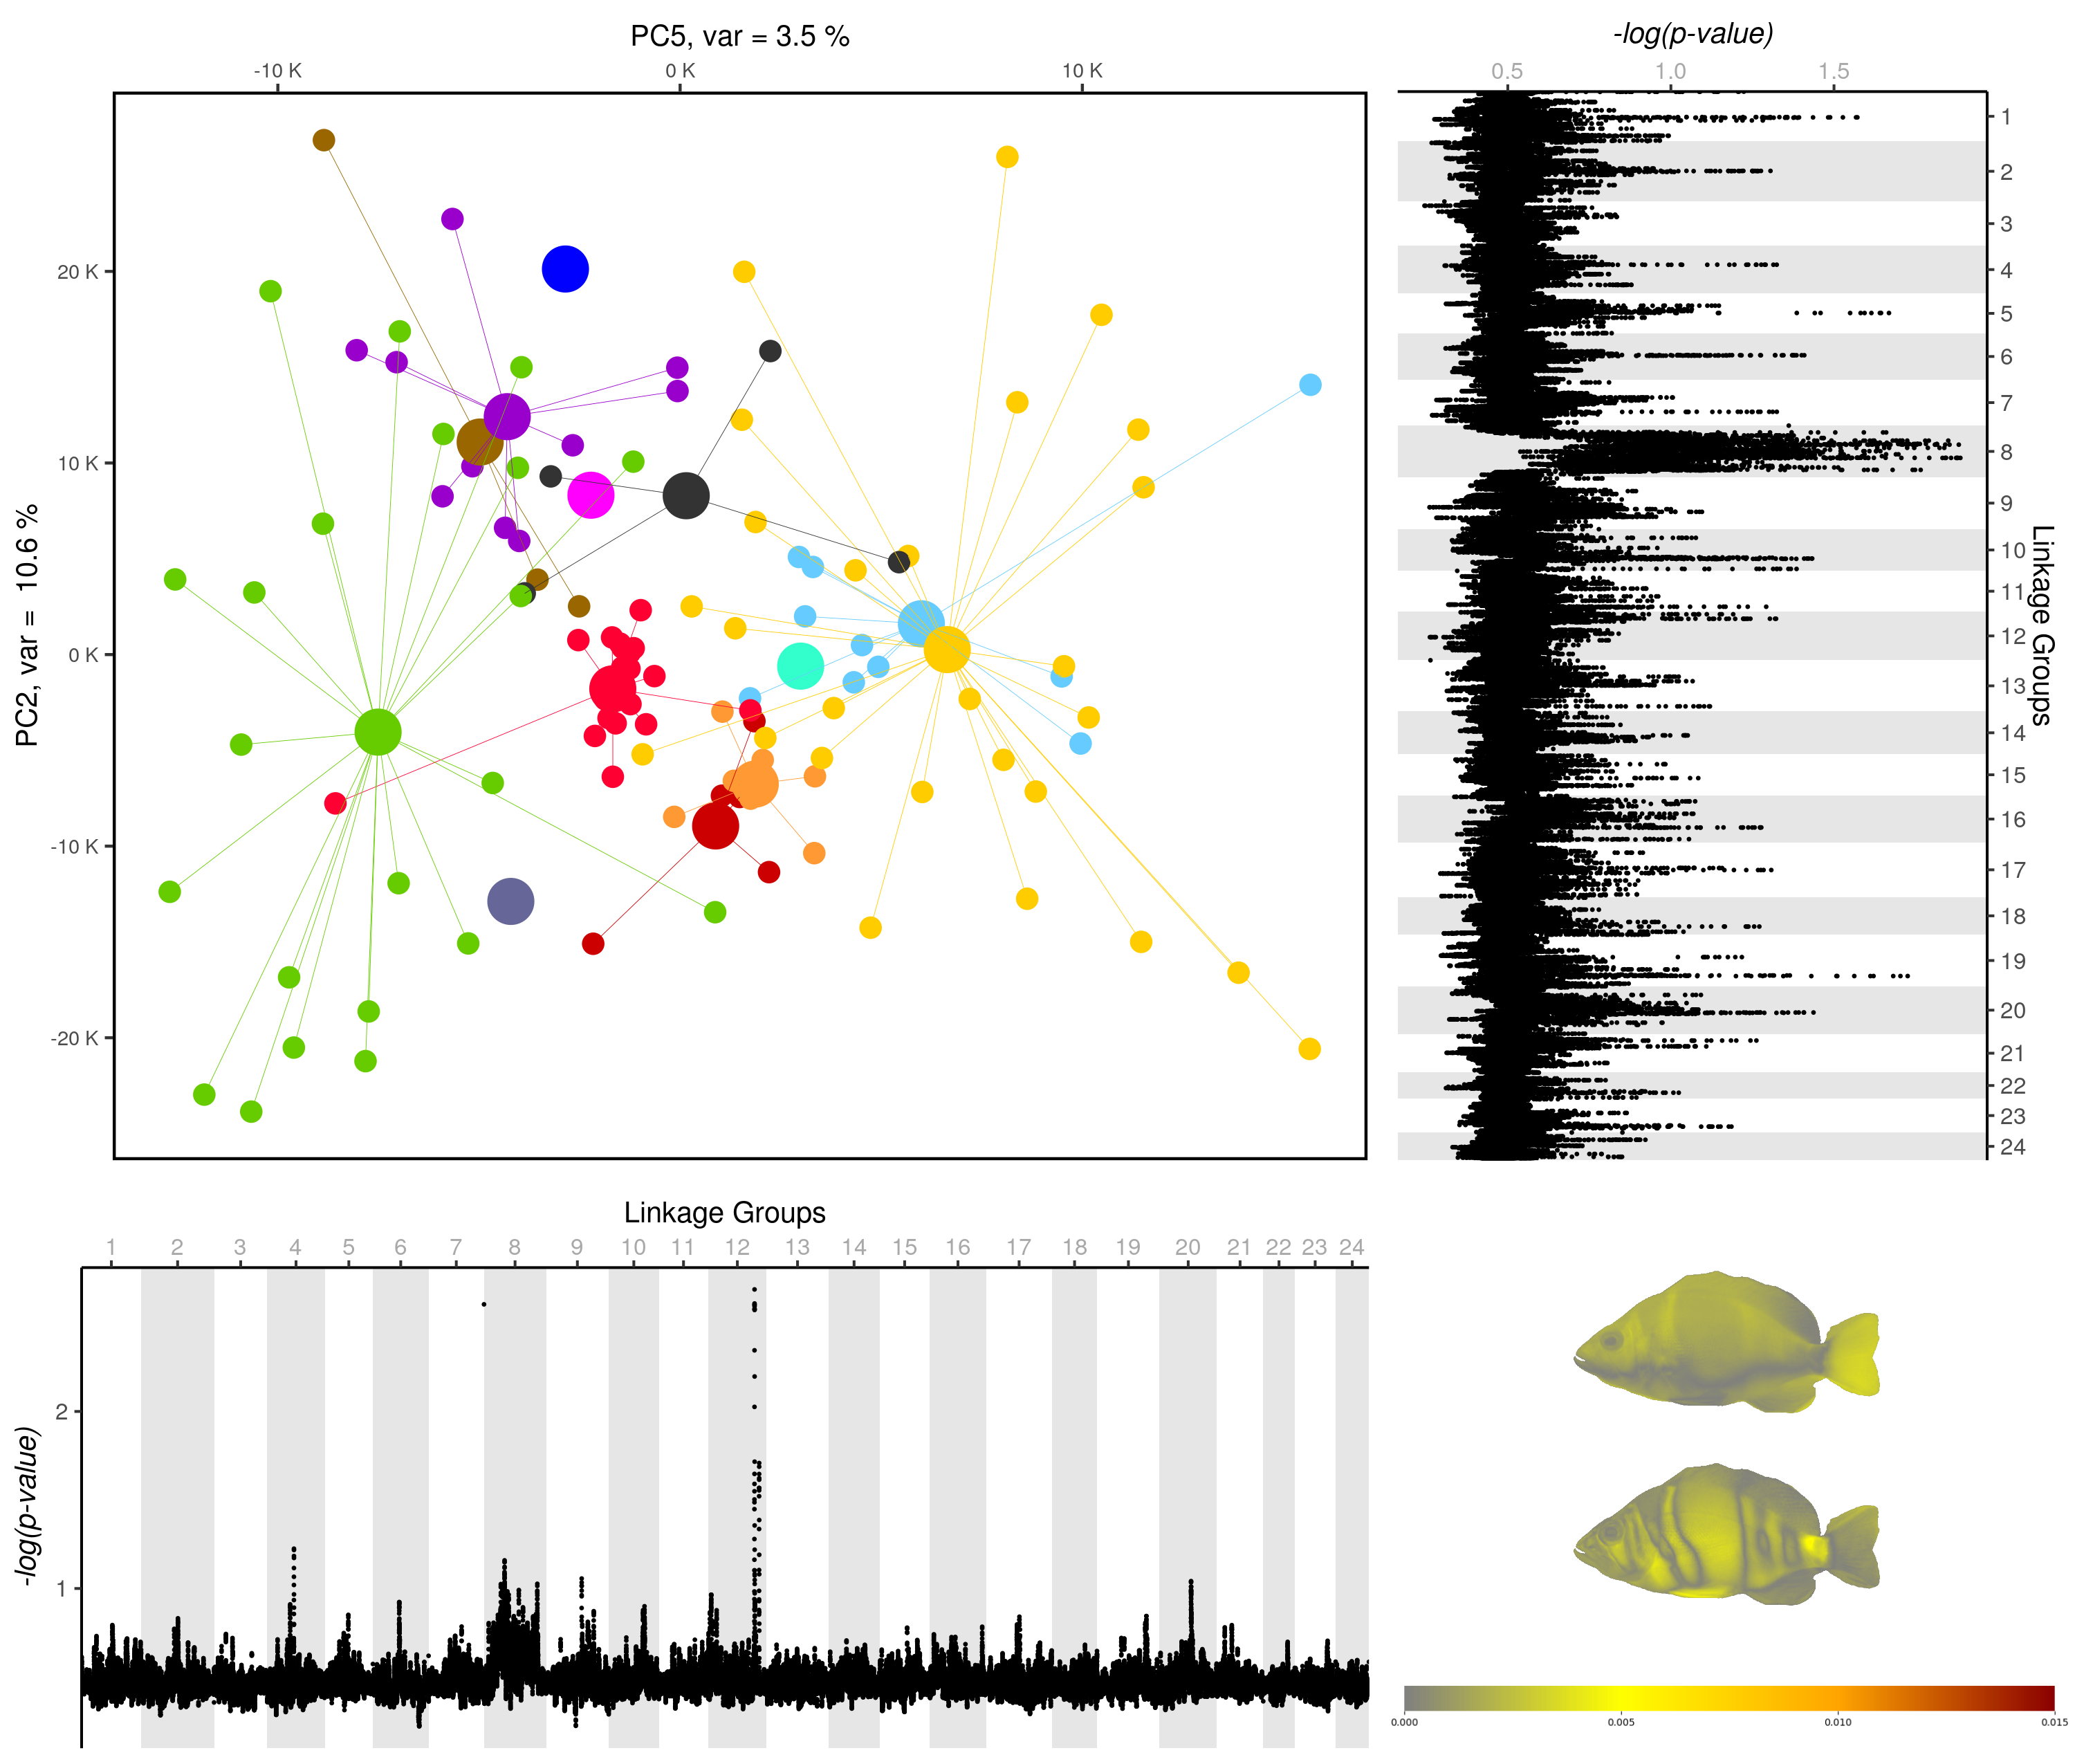 PC5, var = 3.5 %
-10 K 0 K 10 K
PC2, var = 10.6 %
20 K
10 K
0 K
-10 K
-20 K
-log(p-value)
0.5 1.0 1.5
1
2
3
4
5
6
7
8
9
10
11
12
13
14
15
16
17
18
19
20
21
22
23
24
Linkage Groups
Linkage Groups
1 2 3 4 5 6 7 8 9 10 11 12 13 14 15 16 17 18 19 20 21 22 23 24
-log(p-value)
2
1
0.000 0.005 0.010 0.015